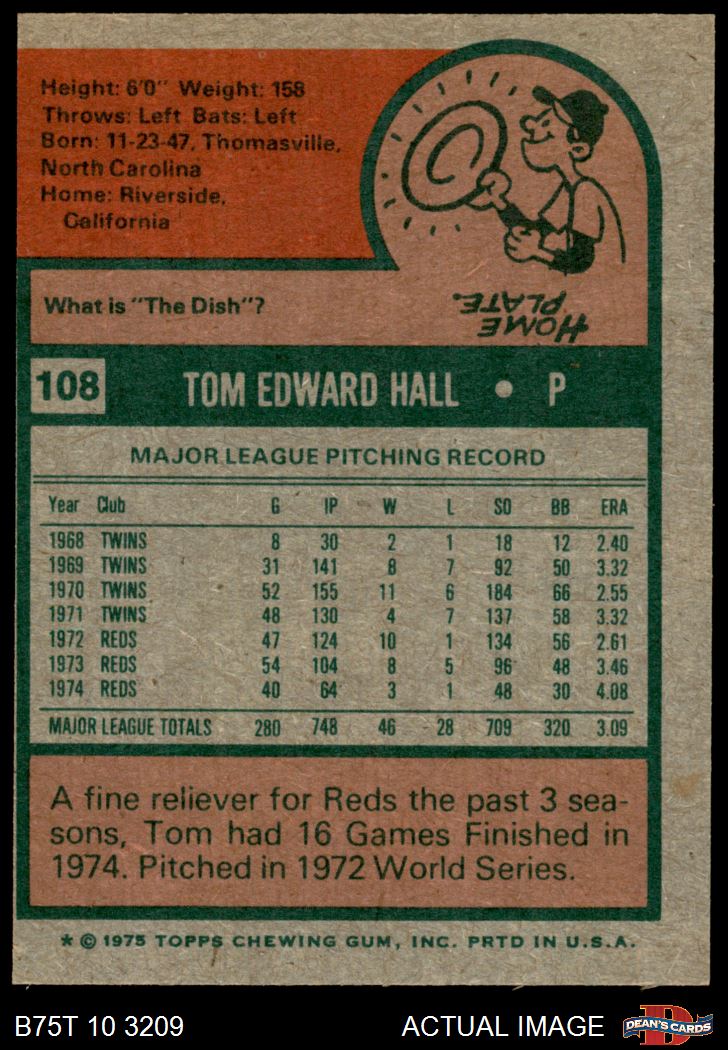 Height: 6'0" Weight: 158
Throws: Left Bats: Left
Born: 11-23-47, Thomasville,
North Carolina
Home: Riverside,
California
What is "The Dish"?
HOME
PLATE.
108 TOM EDWARD HALL • P
MAJOR LEAGUE PITCHING RECORD
Year Club G IP W L SO BB ERA
1968 TWINS 8 30 2 1 18 12 2.40
1969 TWINS 31 141 8 7 92 50 3.32
1970 TWINS 52 155 11 6 184 66 2.55
1971 TWINS 48 130 4 7 137 58 3.32
1972 REDS 47 124 10 1 134 56 2.61
1973 REDS 54 104 8 5 96 48 3.46
1974 REDS 40 64 3 1 48 30 4.08
MAJOR LEAGUE TOTALS 280 748 46 28 709 320 3.09
A fine reliever for Reds the past 3 sea-
sons, Tom had 16 Games Finished in
1974. Pitched in 1972 World Series.
* © 1975 TOPPS CHEWING GUM, INC. PRTD IN U.S.A.
B75T 10 3209 ACTUAL IMAGE DEAN'S CARDS